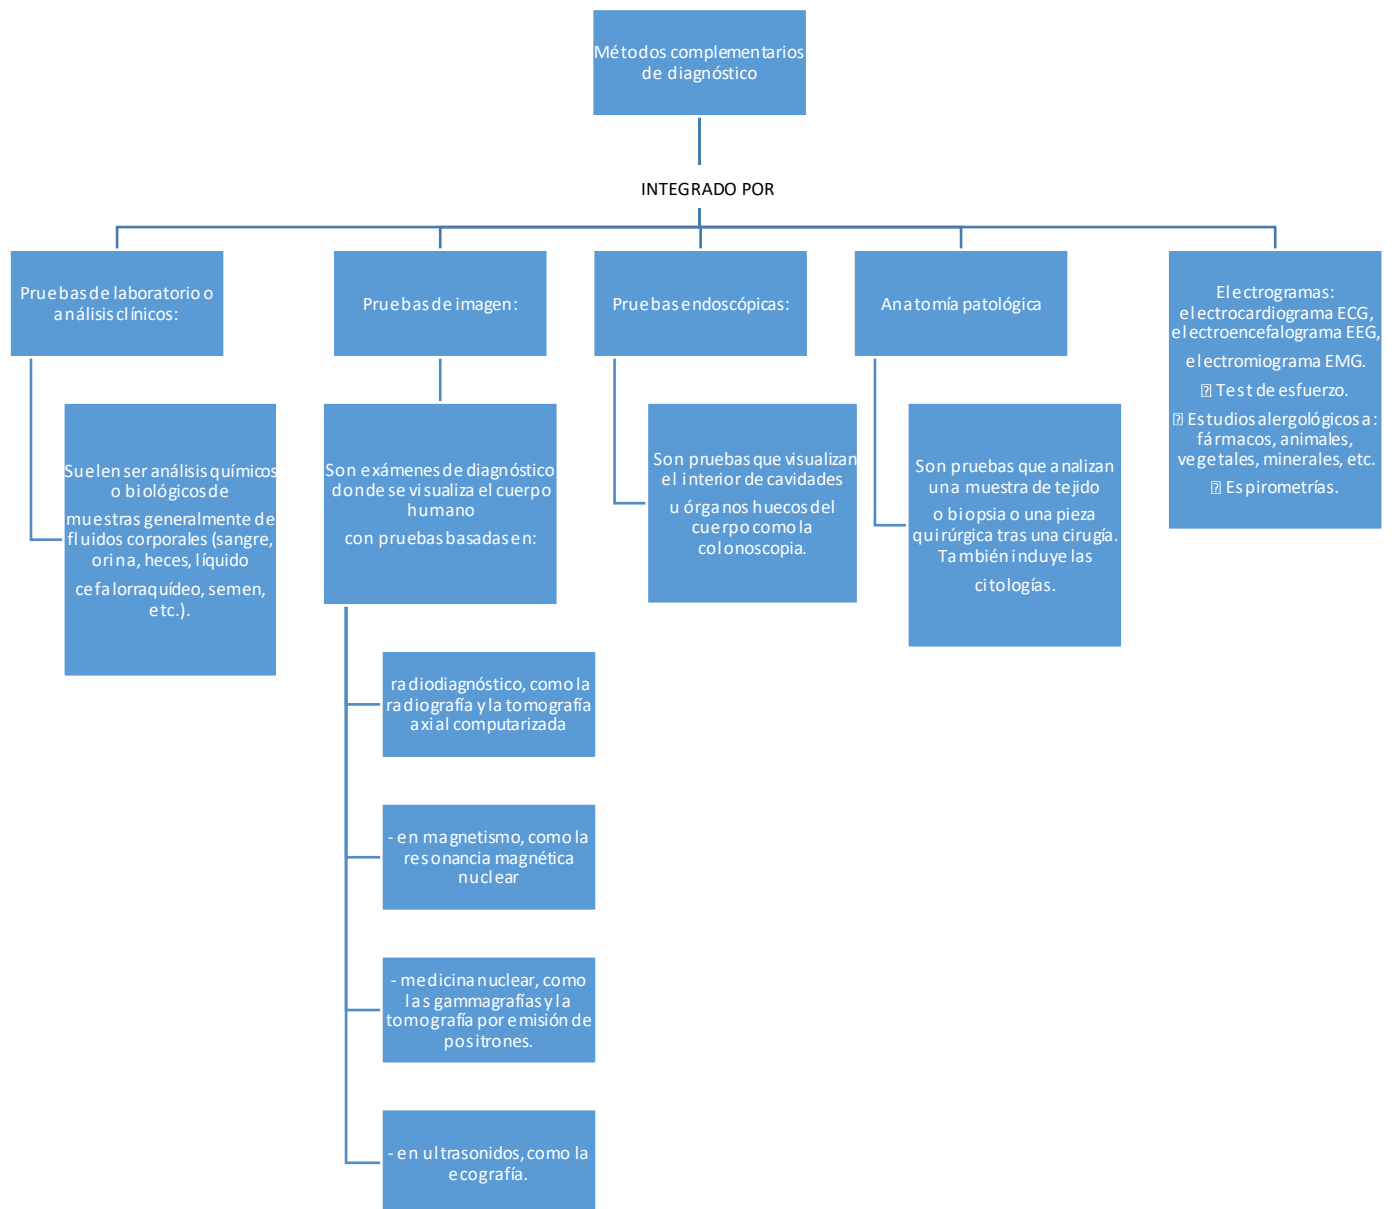 Métodos complementarios
de diagnóstico
INTEGRADO POR
Pruebas de laboratorio o
análisis clínicos:
Pruebas de imagen:
Pruebas endoscópicas:
Anatomía patológica
Electrogramas:
electrocardiograma ECG,
electroencefalograma EEG,
electromiograma EMG.
Test de esfuerzo.
Estudios alergológicos a:
fármacos, animales,
vegetales, minerales, etc.
Espirometrías.
Suelen ser análisis químicos
o biológicos de
muestras generalmente de
fluidos corporales (sangre,
orina, heces, líquido
cefalorraquídeo, semen,
etc.).
Son exámenes de diagnóstico
donde se visualiza el cuerpo
humano
con pruebas basadas en:
Son pruebas que visualizan
el interior de cavidades
u órganos huecos del
cuerpo como la
colonoscopia.
Son pruebas que analizan
una muestra de tejido
o biopsia o una pieza
quirúrgica tras una cirugía.
También incluye las
citologías.
radiodiagnóstico, como la
radiografía y la tomografía
axial computarizada
- en magnetismo, como la
resonancia magnética
nuclear
- medicina nuclear, como
las gammagrafías y la
tomografía por emisión de
positrones.
- en ultrasonidos, como la
ecografía.